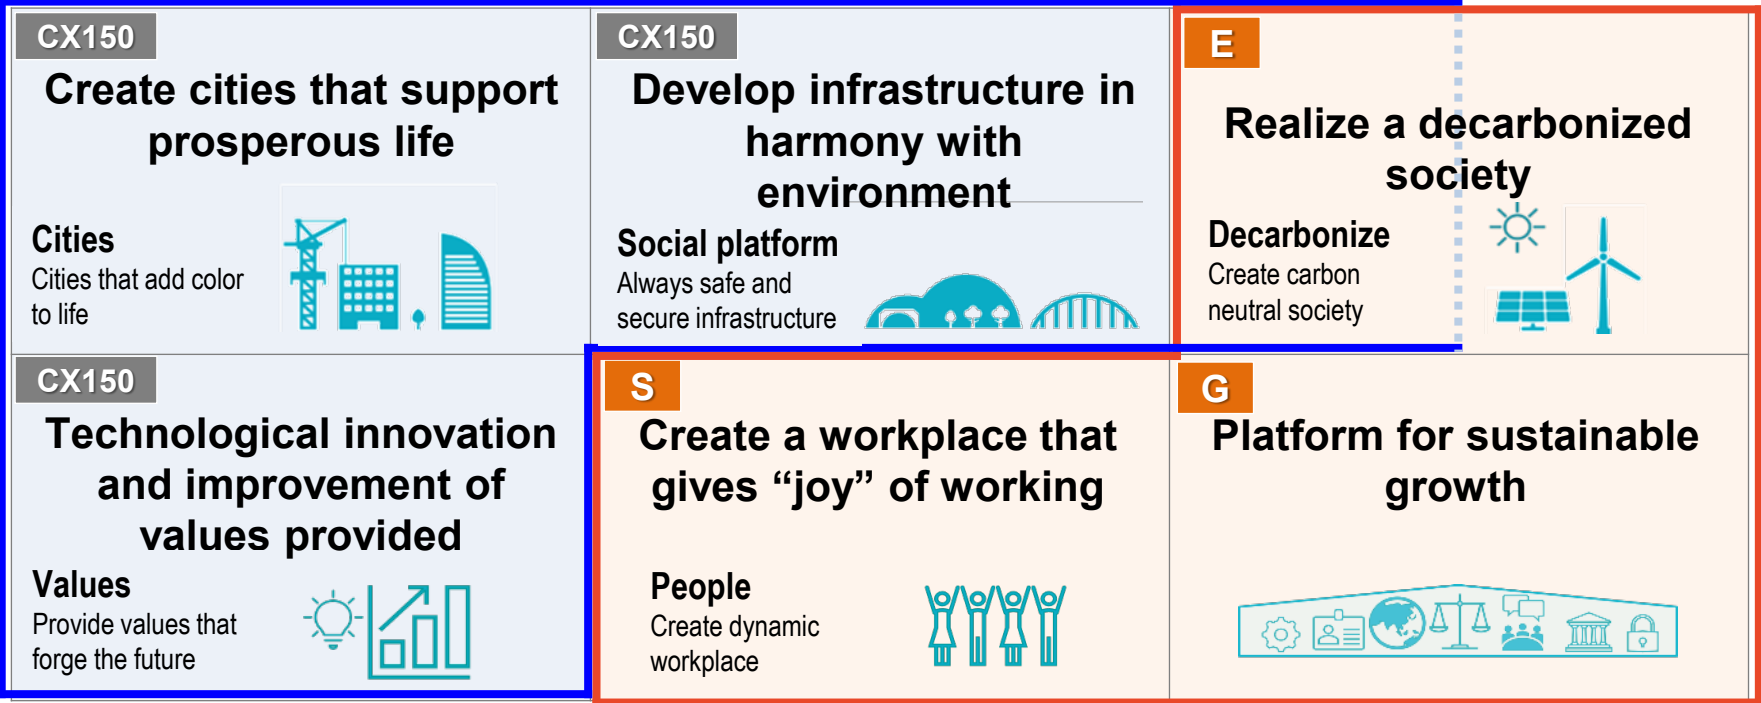 CX150
Create cities that support
prosperous life
Cities
Cities that add color
to life
CX150
Develop infrastructure in
harmony with
environment
Social platform
Always safe and
secure infrastructure
E
Realize a decarbonized
society
Decarbonize
Create carbon
neutral society
CX150
Technological innovation
and improvement of
values provided
Values
Provide values that
forge the future
S
Create a workplace that
gives “joy” of working
People
Create dynamic
workplace
G
Platform for sustainable
growth